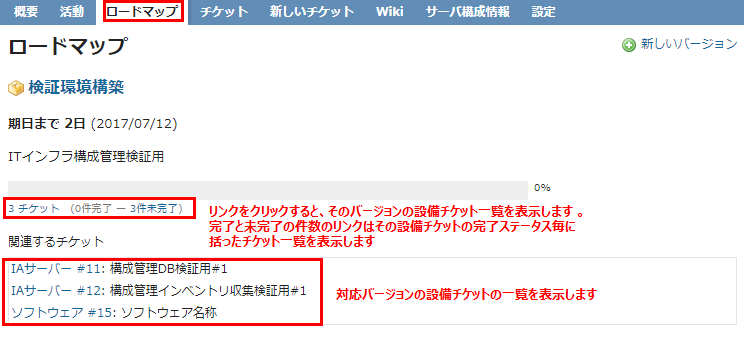 概要 活動 ロードマップ チケット 新しいチケット Wiki サーバ構成情報 設定
ロードマップ
新しいバージョン
検証環境構築
期日まで 2日 (2017/07/12)
ITインフラ構成管理検証用
0%
3 チケット (0件完了 ー 3件未完了)
リンクをクリックすると、そのバージョンの設備チケット一覧を表示します 。
完了と未完了の件数のリンクはその設備チケットの完了ステータス毎に
括ったチケット一覧を表示します
関連するチケット
IAサーバー #11: 構成管理DB検証用#1
IAサーバー #12: 構成管理インベントリ収集検証用#1
ソフトウェア #15: ソフトウェア名称
対応バージョンの設備チケットの一覧を表示します